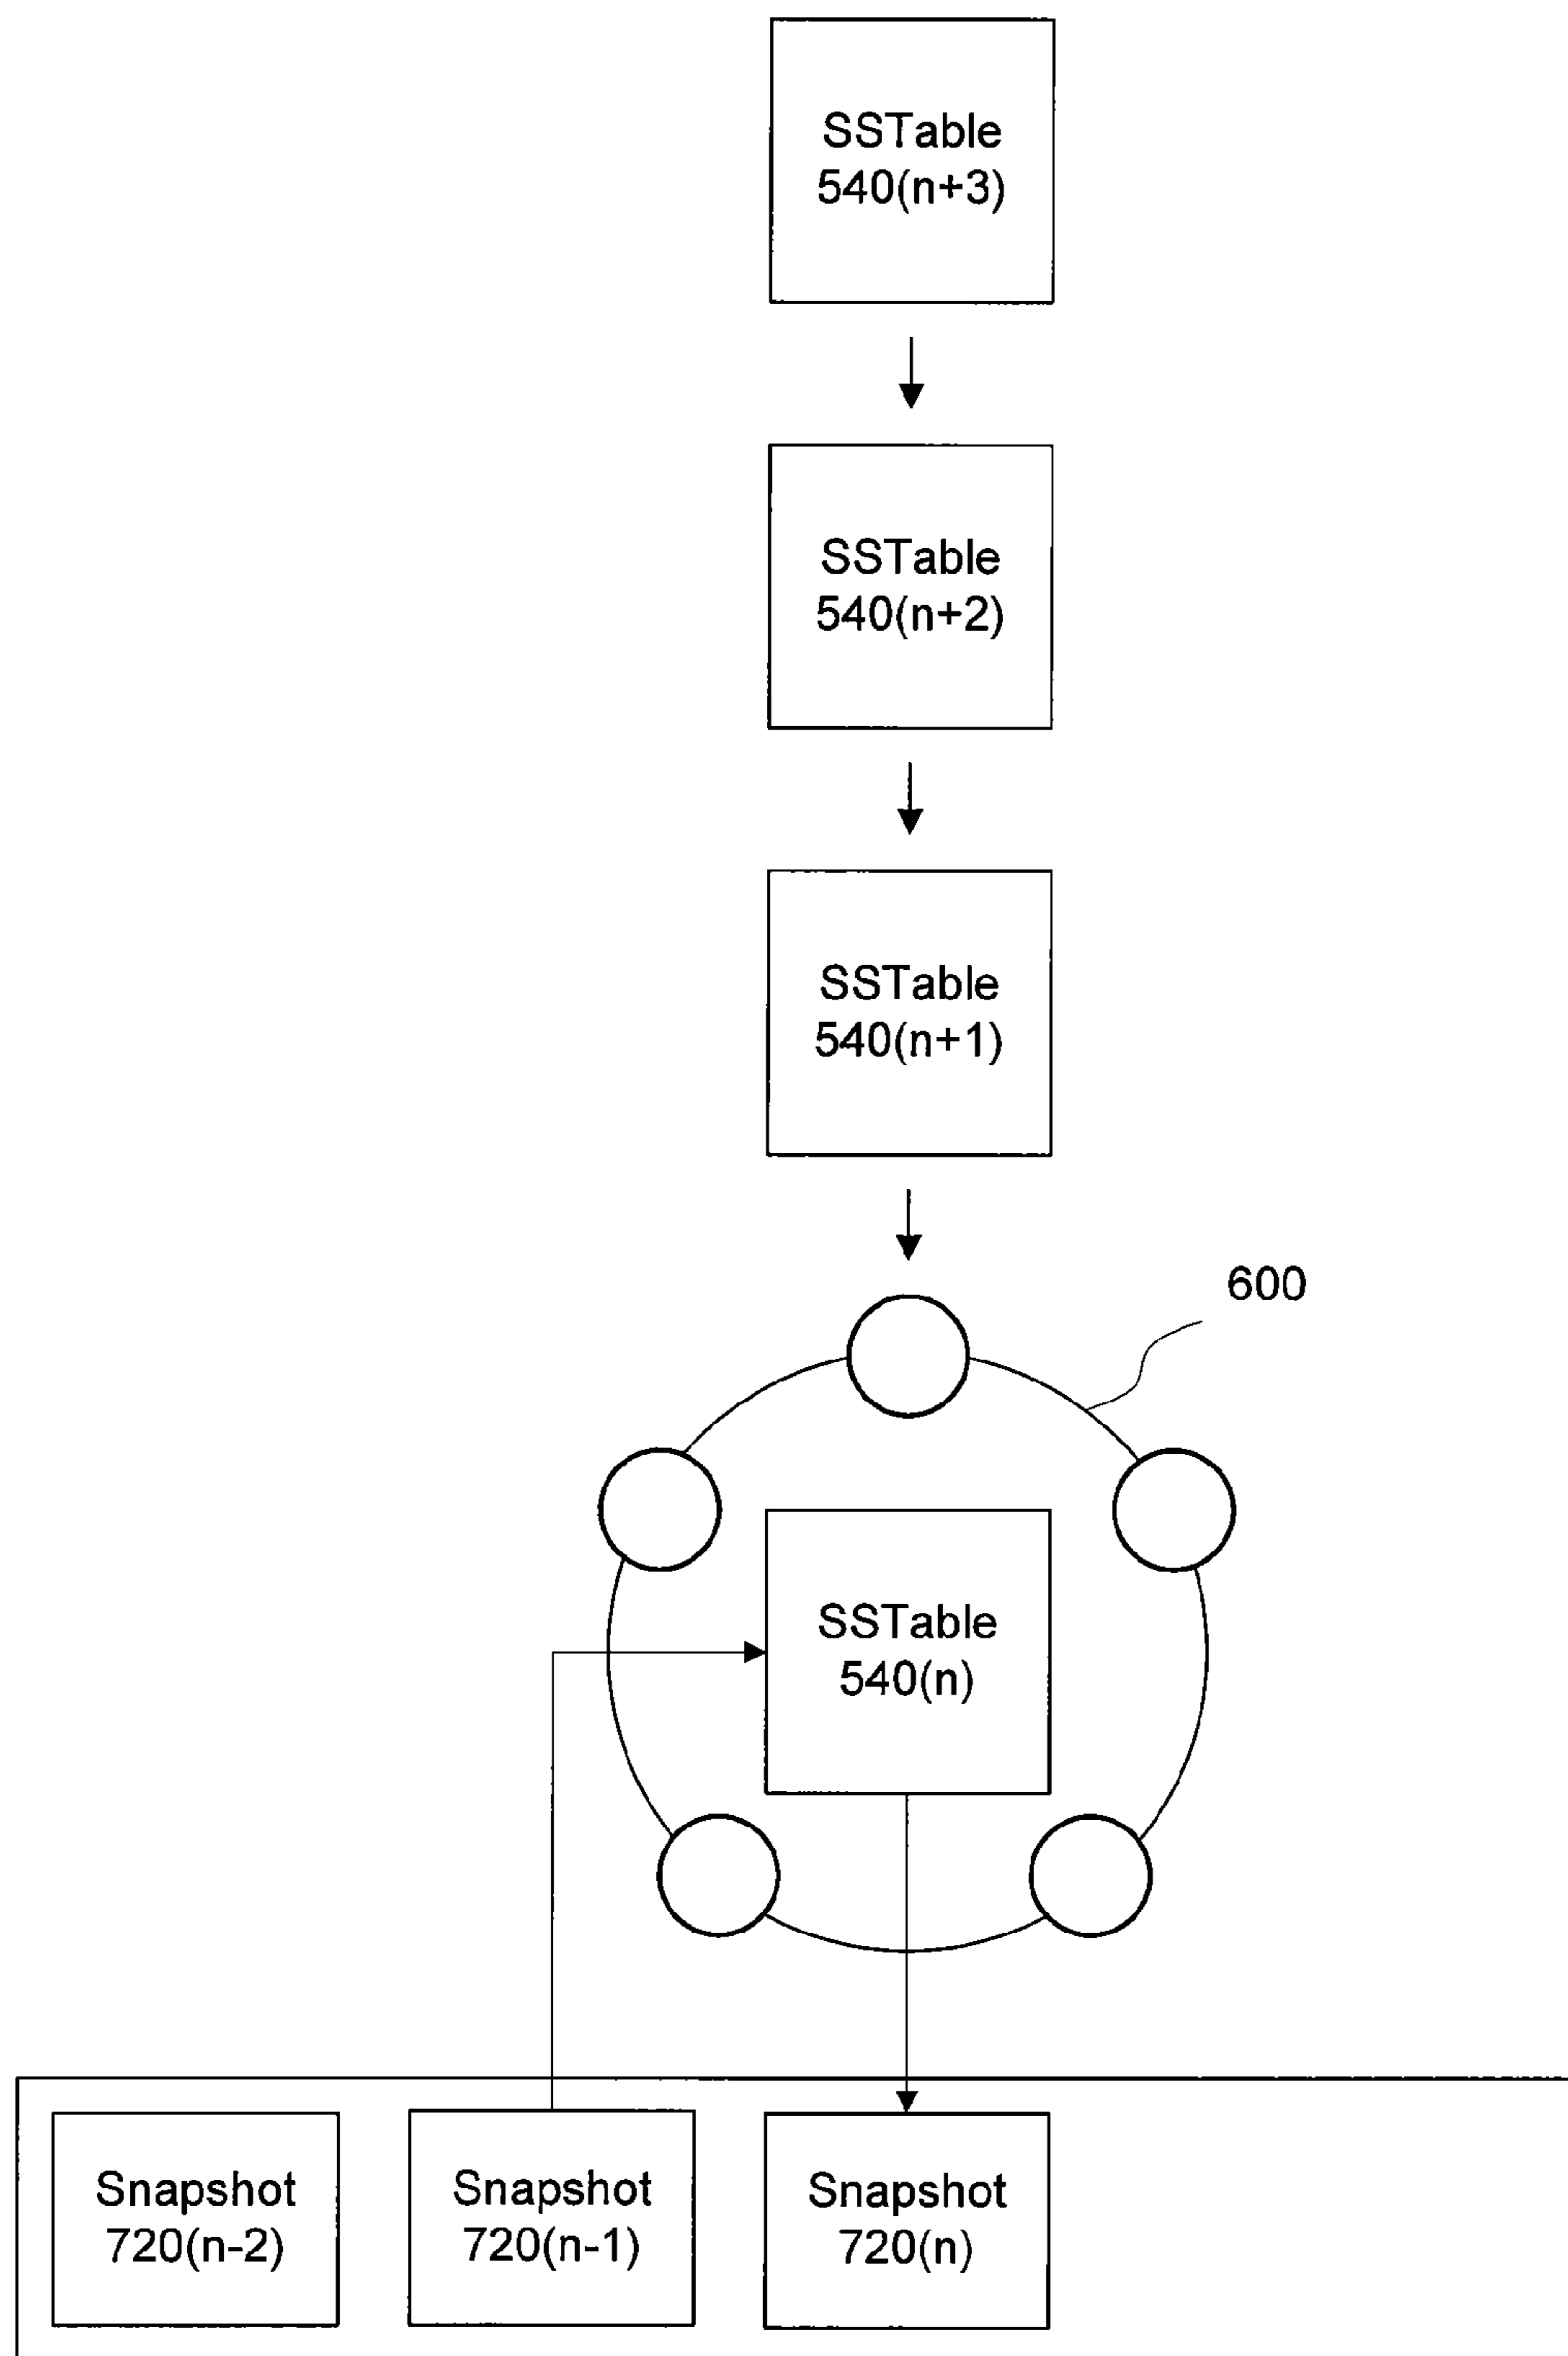 SSTable
540(n+3)
SSTable
540(n+2)
SSTable
540(n+1)
600
SSTable
540(n)
Snapshot
720(n-2)
Snapshot
720(n-1)
Snapshot
720(n)